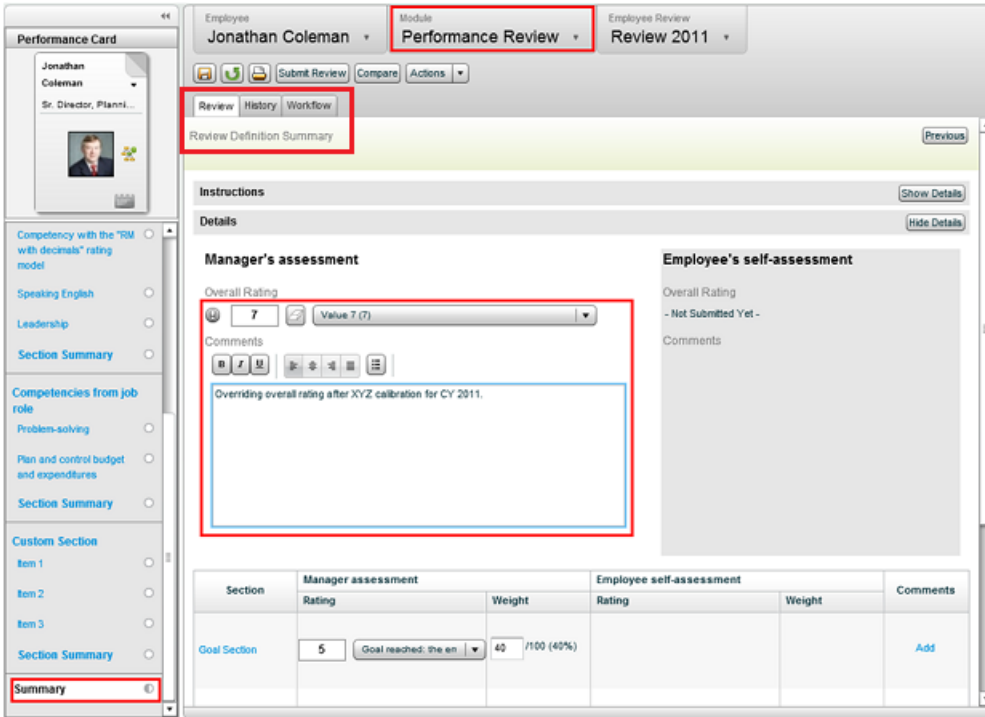 Performance Card
Jonathan
Coleman
Sr. Director, Planni...
Competency with the "RM
with decimals" rating
model
Speaking English
Leadership
Section Summary
Competencies from job
role
Problem-solving
Plan and control budget
and expenditures
Section Summary
Custom Section
Item 1
Item 2
Item 3
Section Summary
Summary
Employee
Jonathan Coleman
Module
Performance Review
Employee Review
Review 2011
Submit Review Compare Actions
Review History Workflow
Review Definition Summary
Previous
Instructions
Show Details
Details
Hide Details
Manager's assessment
Overall Rating
7 Value 7 (7)
Comments
B I U
Overriding overall rating after XYZ calibration for CY 2011.
Employee's self-assessment
Overall Rating
- Not Submitted Yet -
Comments
Section Manager assessment Employee self-assessment Comments
Rating Weight Rating Weight
Goal Section 5 Goal reached: the en 40 /100 (40%) Add